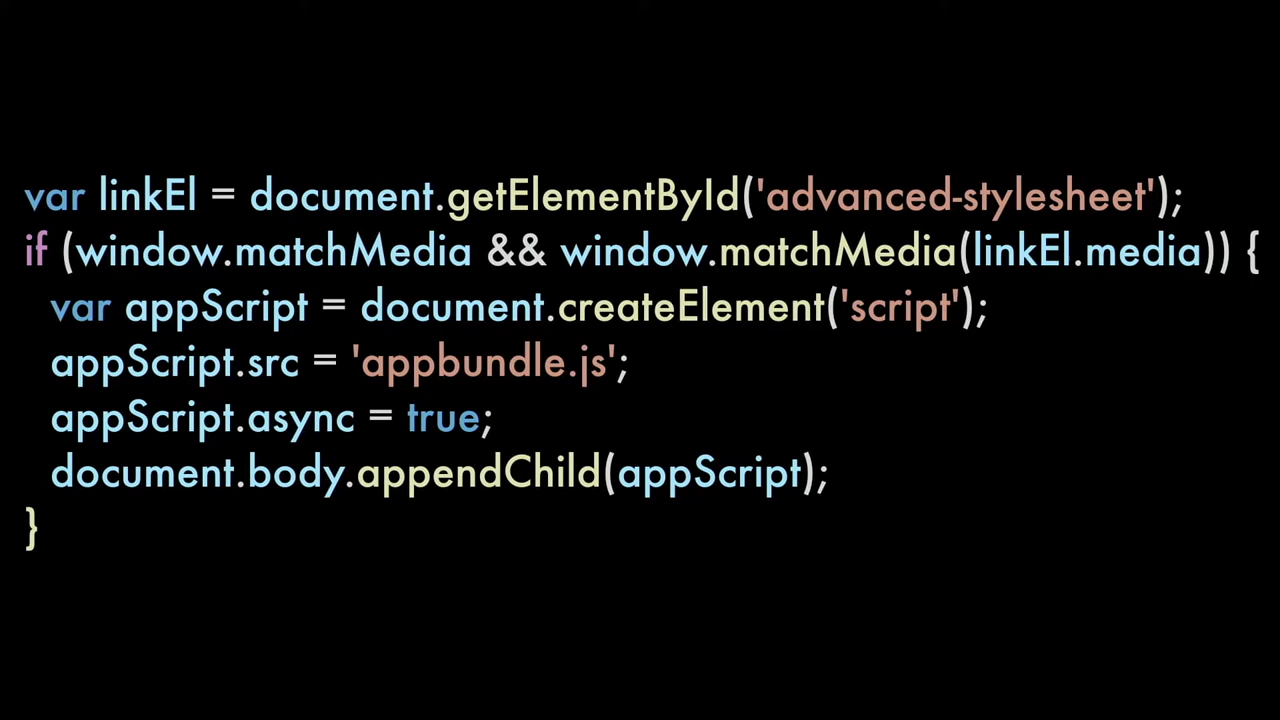 var linkEl = document.getElementById('advanced-stylesheet');
if (window.matchMedia && window.matchMedia(linkEl.media)) {
  var appScript = document.createElement('script');
  appScript.src = 'appbundle.js';
  appScript.async = true;
  document.body.appendChild(appScript);
}